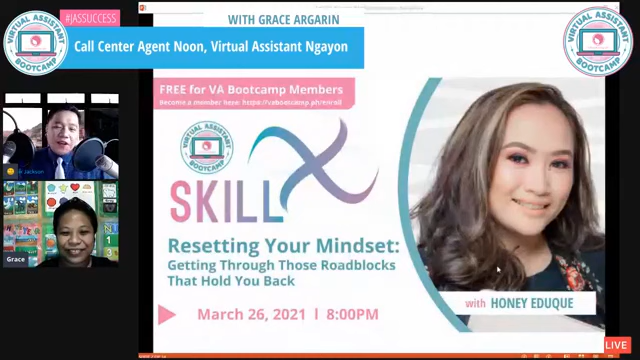 #JASSUCCESS
WITH GRACE ARGARIN
Call Center Agent Noon, Virtual Assistant Ngayon
VIRTUAL ASSISTANT
BOOTCAMP
VIRTUAL ASSISTANT
BOOTCAMP
FREE for VA Bootcamp Members
Become a member here: https://vabootcamp.ph/enroll
VIRTUAL ASSISTANT
BOOTCAMP
SKILL X
Resetting Your Mindset:
Getting Through Those Roadblocks
That Hold You Back
March 26, 2021 | 8:00PM
with HONEY EDUQUE
Jackson
Grace
LIVE